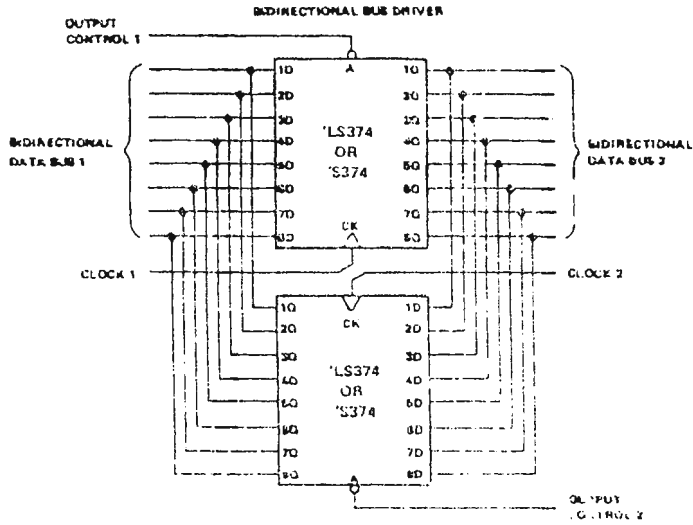 BIDIRECTIONAL BUS DRIVER
OUTPUT
CONTROL 1
1D A 1Q
2D 2Q
3D 3Q
4D 'LS374 4Q
5D OR 5Q
6D 'S374 6Q
7D 7Q
8D CK 8Q
BIDIRECTIONAL
DATA BUS 1
BIDIRECTIONAL
DATA BUS 2
CLOCK 1
CLOCK 2
1Q CK 1D
2Q 2D
3Q 3D
4Q 'LS374 4D
5Q OR 5D
6Q 'S374 6D
7Q 7D
8Q A 8D
OUTPUT
CONTROL 2